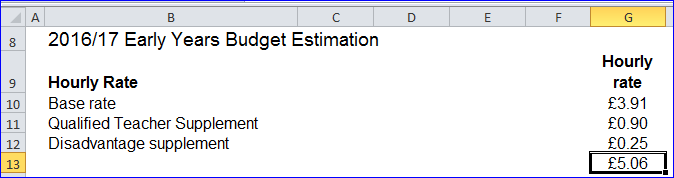 A B C D E F G
8 2016/17 Early Years Budget Estimation
Hourly
9 Hourly Rate rate
10 Base rate £3.91
11 Qualified Teacher Supplement £0.90
12 Disadvantage supplement £0.25
13 £5.06